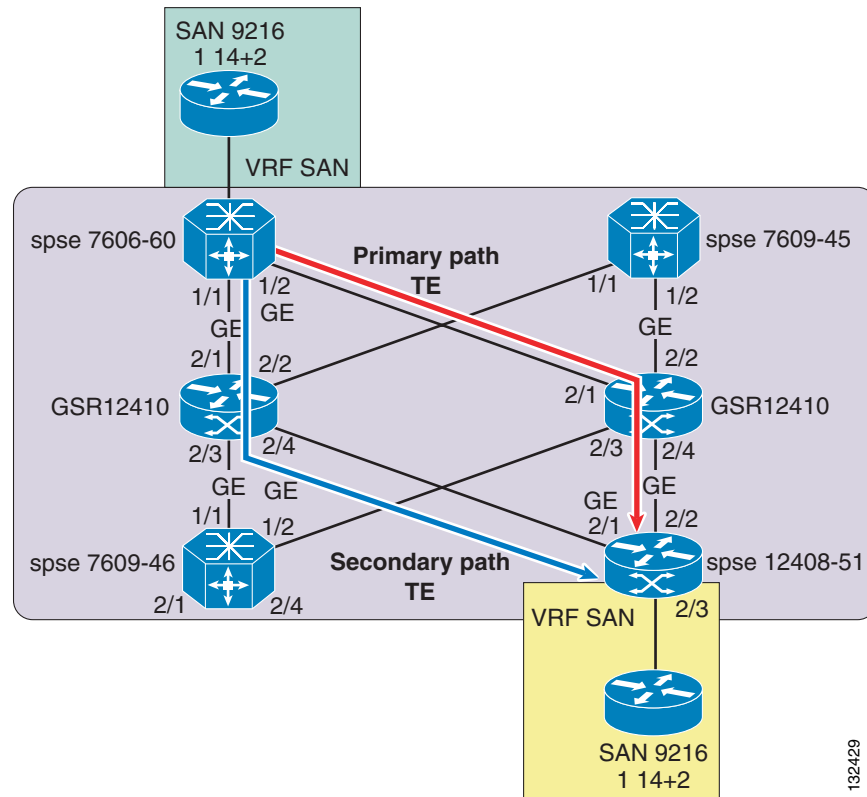 SAN 9216
1 14+2
VRF SAN
spse 7606-60
spse 7609-45
Primary path
TE
1/1
1/2
1/1
1/2
GE
GE
GE
2/1
2/2
2/1
2/2
GSR12410
GSR12410
2/3
2/4
2/3
2/4
GE
GE
GE
GE
1/1
1/2
2/1
2/2
spse 7609-46
Secondary path
TE
spse 12408-51
2/1
2/4
VRF SAN
2/3
SAN 9216
1 14+2
132429